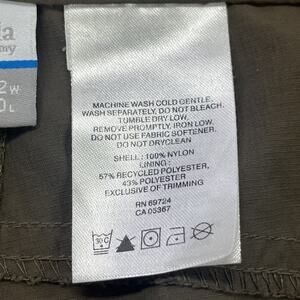 MACHINE WASH COLD GENTLE.
WASH SEPARATELY, DO NOT BLEACH.
TUMBLE DRY LOW.
REMOVE PROMPTLY, IRON LOW.
DO NOT USE FABRIC SOFTENER.
DO NOT DRYCLEAN
SHELL : 100% NYLON
LINING :
57% RECYCLED POLYESTER,
43% POLYESTER
EXCLUSIVE OF TRIMMING
RN 69724
CA 05367
30C